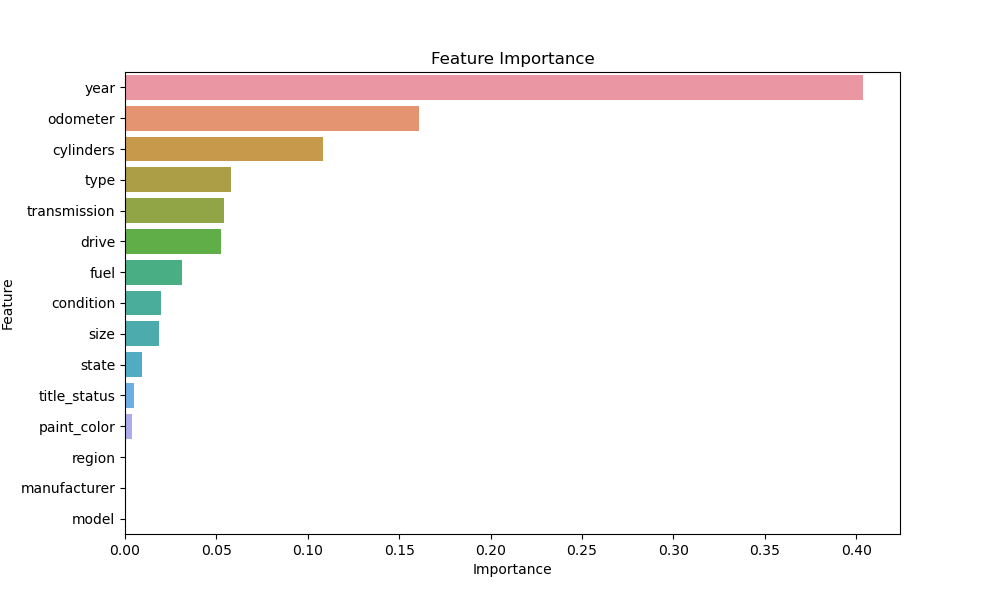 Feature Importance
year
odometer
cylinders
type
transmission
drive
fuel
condition
size
state
title_status
paint_color
region
manufacturer
model
Feature
0.00 0.05 0.10 0.15 0.20 0.25 0.30 0.35 0.40
Importance